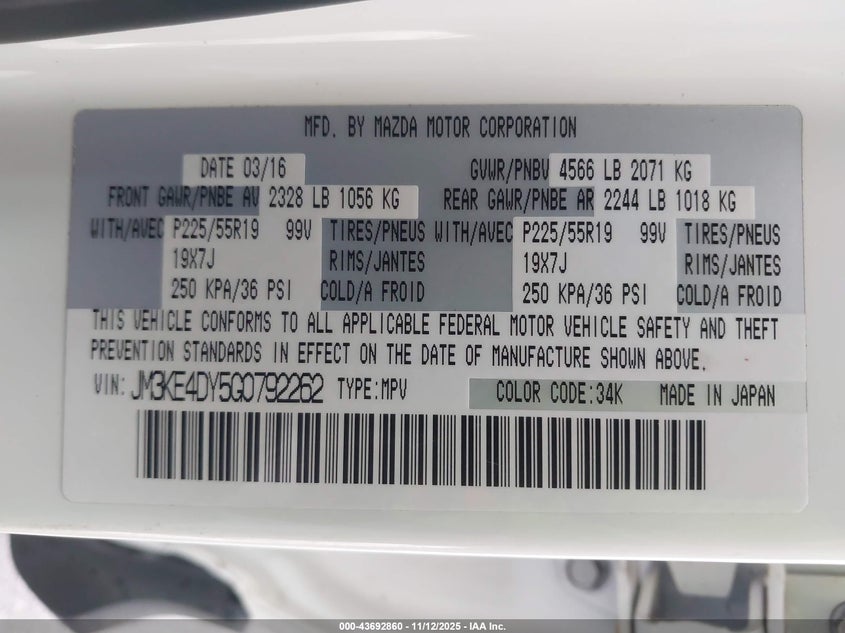 MFD. BY MAZDA MOTOR CORPORATION
DATE 03/16 GVWR/PNBV 4566 LB 2071 KG
FRONT GAWR/PNBE AV 2328 LB 1056 KG REAR GAWR/PNBE AR 2244 LB 1018 KG
WITH/AVEC P225/55R19 99V TIRES/PNEUS WITH/AVEC P225/55R19 99V TIRES/PNEUS
19X7J RIMS/JANTES 19X7J RIMS/JANTES
250 KPA/36 PSI COLD/A FROID 250 KPA/36 PSI COLD/A FROID
THIS VEHICLE CONFORMS TO ALL APPLICABLE FEDERAL MOTOR VEHICLE SAFETY AND THEFT
PREVENTION STANDARDS IN EFFECT ON THE DATE OF MANUFACTURE SHOWN ABOVE.
VIN: JM3KE4DY5G0792262 TYPE:MPV COLOR CODE:34K MADE IN JAPAN
000-43692860 - 11/12/2025 - IAA Inc.